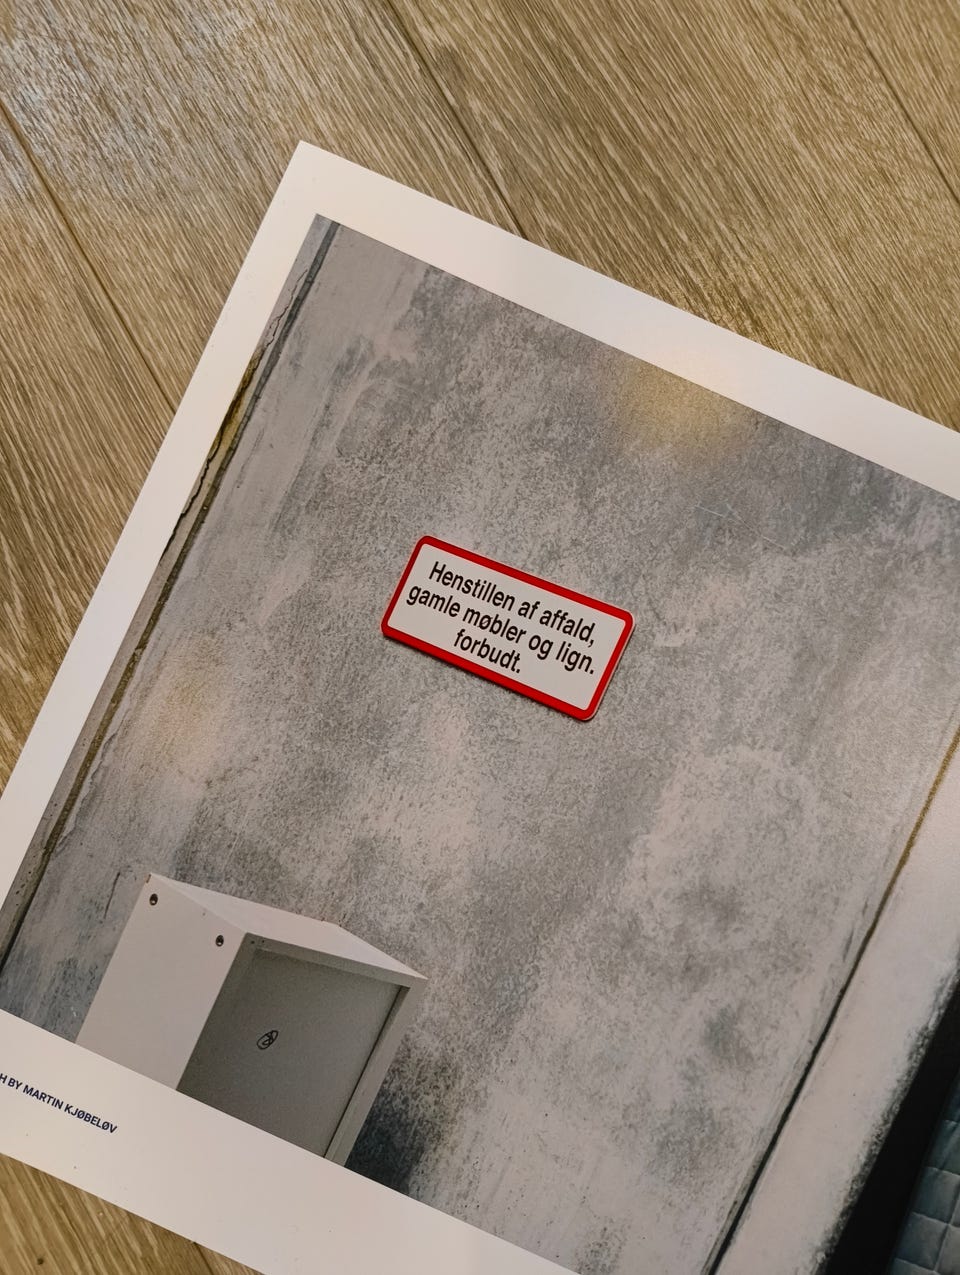 Henstillen af affald,
gamle møbler og lign.
forbudt.
BY MARTIN KJØBELØV